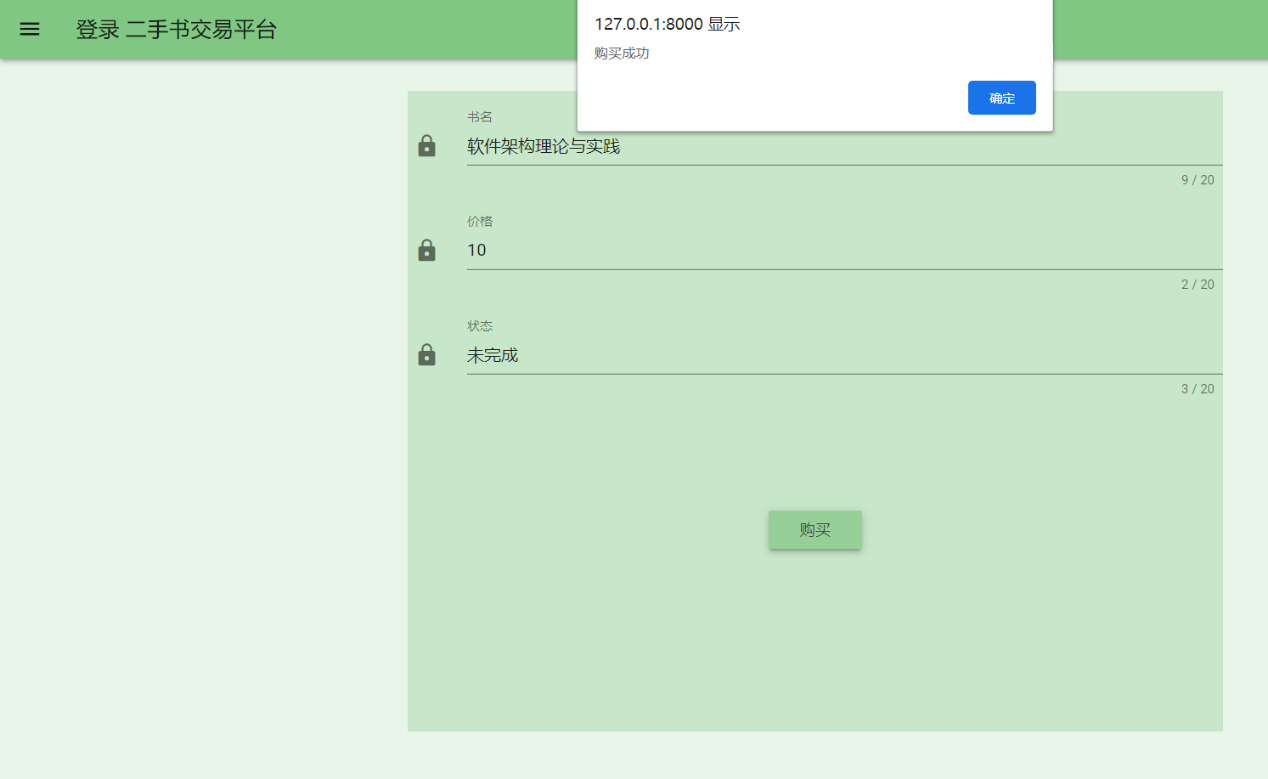 登录 二手书交易平台
127.0.0.1:8000 显示
购买成功
确定
书名
软件架构理论与实践
9 / 20
价格
10
2 / 20
状态
未完成
3 / 20
购买